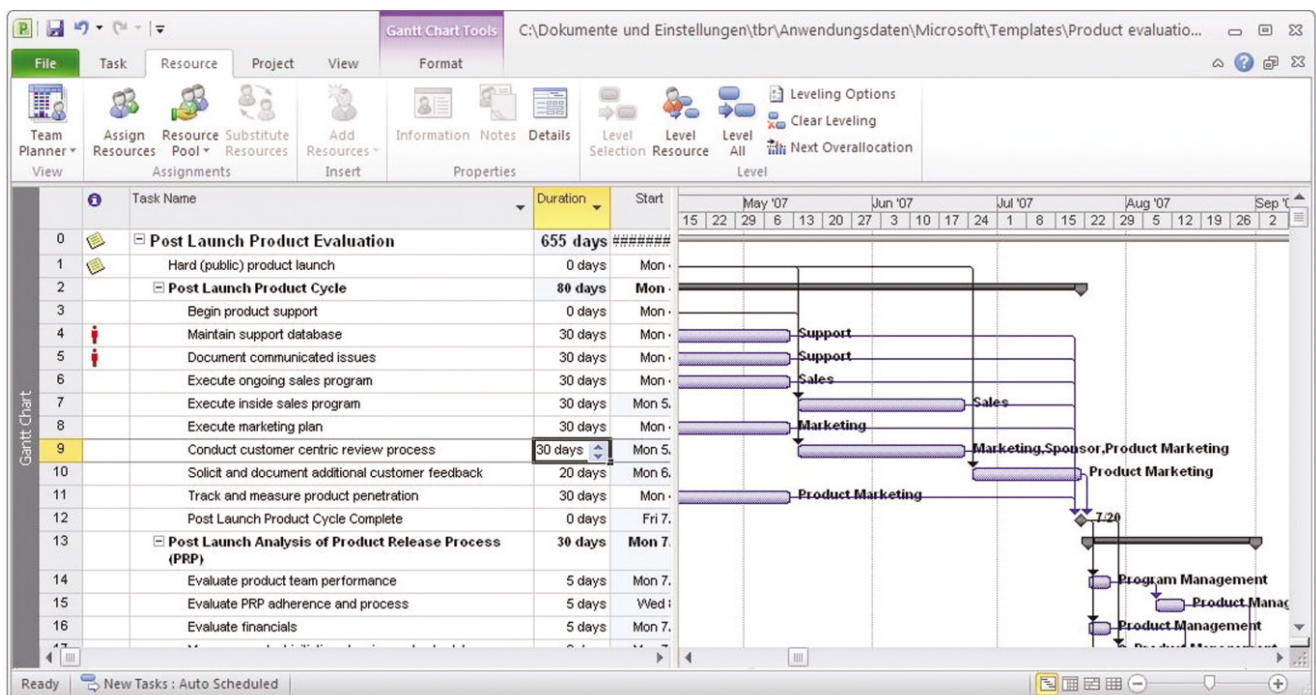 Gantt Chart Tools
C:\Dokumente und Einstellungen\tbr\Anwendungsdaten\Microsoft\Templates\Product evaluatio...
File Task Resource Project View Format
Team Planner
Assign Resources
Resource Pool
Substitute Resources
Add Resources
Information Notes Details
Level Selection
Level Resource
Level All
Leveling Options
Clear Leveling
Next Overallocation
View Assignments Insert Properties Level
Task Name Duration Start
May '07 Jun '07 Jul '07 Aug '07 Sep '
15 22 29 6 13 20 27 3 10 17 24 1 8 15 22 29 5 12 19 26 2
0 Post Launch Product Evaluation 655 days #######
1 Hard (public) product launch 0 days Mon
2 Post Launch Product Cycle 80 days Mon
3 Begin product support 0 days Mon
4 Maintain support database 30 days Mon Support
5 Document communicated issues 30 days Mon Support
6 Execute ongoing sales program 30 days Mon Sales
7 Execute inside sales program 30 days Mon 5. Sales
8 Execute marketing plan 30 days Mon Marketing
9 Conduct customer centric review process 30 days Mon 5. Marketing,Sponsor,Product Marketing
10 Solicit and document additional customer feedback 20 days Mon 6. Product Marketing
11 Track and measure product penetration 30 days Mon Product Marketing
12 Post Launch Product Cycle Complete 0 days Fri 7. 7/20
13 Post Launch Analysis of Product Release Process 30 days Mon 7.
(PRP)
14 Evaluate product team performance 5 days Mon 7. Program Management
15 Evaluate PRP adherence and process 5 days Wed Product Manag
16 Evaluate financials 5 days Mon 7. Product Management
Gantt Chart
Ready New Tasks : Auto Scheduled